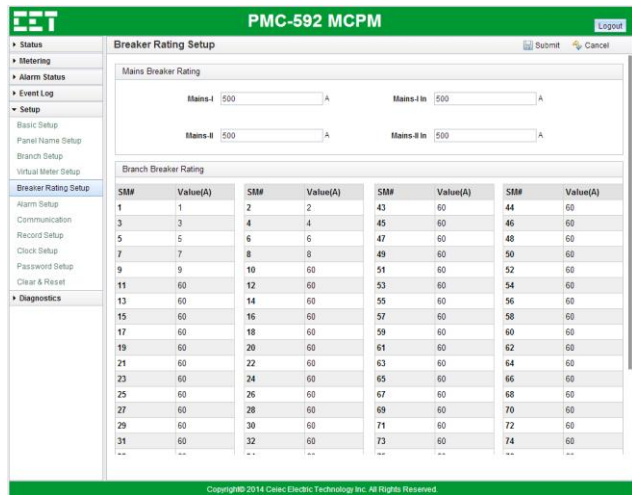 CET
PMC-592 MCPM
Logout
Status
Metering
Alarm Status
Event Log
Setup
Basic Setup
Panel Name Setup
Branch Setup
Virtual Meter Setup
Breaker Rating Setup
Alarm Setup
Communication
Record Setup
Clock Setup
Password Setup
Clear & Reset
Diagnostics
Breaker Rating Setup
Submit Cancel
Mains Breaker Rating
Mains-I 500 A Mains-I In 500 A
Mains-II 500 A Mains-II In 500 A
Branch Breaker Rating
SM# Value(A) SM# Value(A) SM# Value(A) SM# Value(A)
1 1 2 2 43 60 44 60
3 3 4 4 45 60 46 60
5 5 6 6 47 60 48 60
7 7 8 8 49 60 50 60
9 9 10 60 51 60 52 60
11 60 12 60 53 60 54 60
13 60 14 60 55 60 56 60
15 60 16 60 57 60 58 60
17 60 18 60 59 60 60 60
19 60 20 60 61 60 62 60
21 60 22 60 63 60 64 60
23 60 24 60 65 60 66 60
25 60 26 60 67 60 68 60
27 60 28 60 69 60 70 60
29 60 30 60 71 60 72 60
31 60 32 60 73 60 74 60
Copyright© 2014 Ceiec Electric Technology Inc. All Rights Reserved.